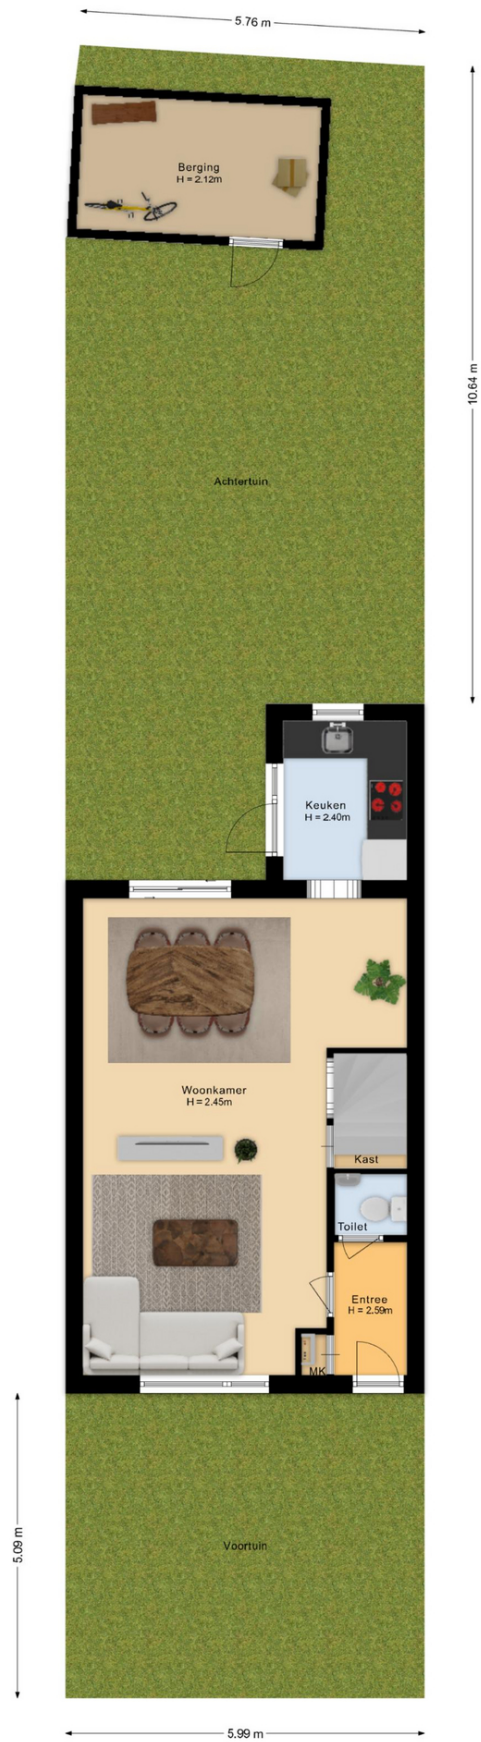 5.76 m
Berging
H = 2.12m
10.64 m
Achtertuin
Keuken
H = 2.40m
Woonkamer
H = 2.45m
Kast
Toilet
Entree
H = 2.59m
MK
5.09 m
Voortuin
5.99 m